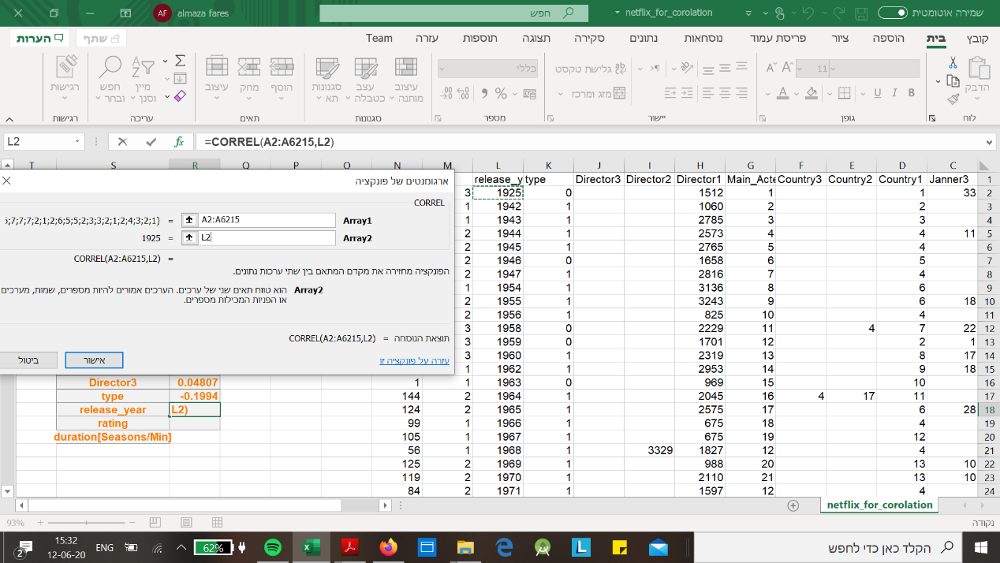 almaza fares
חפש
netflix_for_corolation
שמירה אוטומטית
קובץ בית הוספה ציור פריסת עמוד נוסחאות נתונים סקירה תצוגה תוספות עזרה Team
שתף
הערות
הדבק
לוח
11
B I U
גופן
גלישת טקסט
מזג ומרכז
יישור
כללי
מספר
עיצוב מותנה
עצב כטבלה
סגנונות תא
סגנונות
הוסף
מחק
עיצוב
תאים
מיין וסנן
חפש ובחר
עריכה
רגישות
רגישות
L2
=CORREL(A2:A6215,L2)
T S R Q P O N M L K J I H G F E D C
release_y type Director3 Director2 Director1 Main_Acte Country3 Country2 Country1 Janner3 1
3 1925 0 1512 1 1 33 2
1 1942 1 1060 2 2 3
1 1943 1 2785 3 3 4
2 1944 1 2573 4 4 11 5
1 1945 1 2765 5 4 6
2 1946 0 1658 6 5 7
2 1947 1 2816 7 4 8
1 1954 1 3136 8 6 9
2 1955 1 3243 9 6 18 10
2 1956 1 825 10 4 11
3 1958 0 2229 11 4 7 22 12
3 1959 0 1701 12 2 1 13
3 1960 1 2319 13 8 17 14
1 1962 1 2953 14 9 18 15
Director3 0.04807 1 1 1963 0 969 15 10 16
type -0.1994 144 2 1964 1 2045 16 4 17 11 17
release_year L2) 124 2 1965 1 2575 17 6 28 18
rating 99 1 1966 1 675 18 4 19
duration[Seasons/Min] 105 1 1967 1 675 19 12 20
56 1 1968 1 3329 1827 12 4 21
125 2 1969 1 988 20 13 10 22
119 2 1970 1 2110 21 13 10 23
84 2 1971 1 1597 12 4 24
ארגומנטים של פונקציה
CORREL
Array1 A2:A6215 = ;7;7;7;2;1;2;6;5;5;2;3;3;2;1;2;4;3;2;1}
Array2 L2 = 1925
= CORREL(A2:A6215,L2)
הפונקציה מחזירה את מקדם המתאם בין שתי ערכות נתונים.
Array2 הוא טווח תאים שני של ערכים. הערכים אמורים להיות מספרים, שמות, מערכים
או הפניות המכילות מספרים.
תוצאת הנוסחה = CORREL(A2:A6215,L2)
עזרה על פונקציה זו
אישור
ביטול
netflix_for_corolation
נקודה
93%
הקלד כאן כדי לחפש
62%
ENG
15:32
12-06-20
2